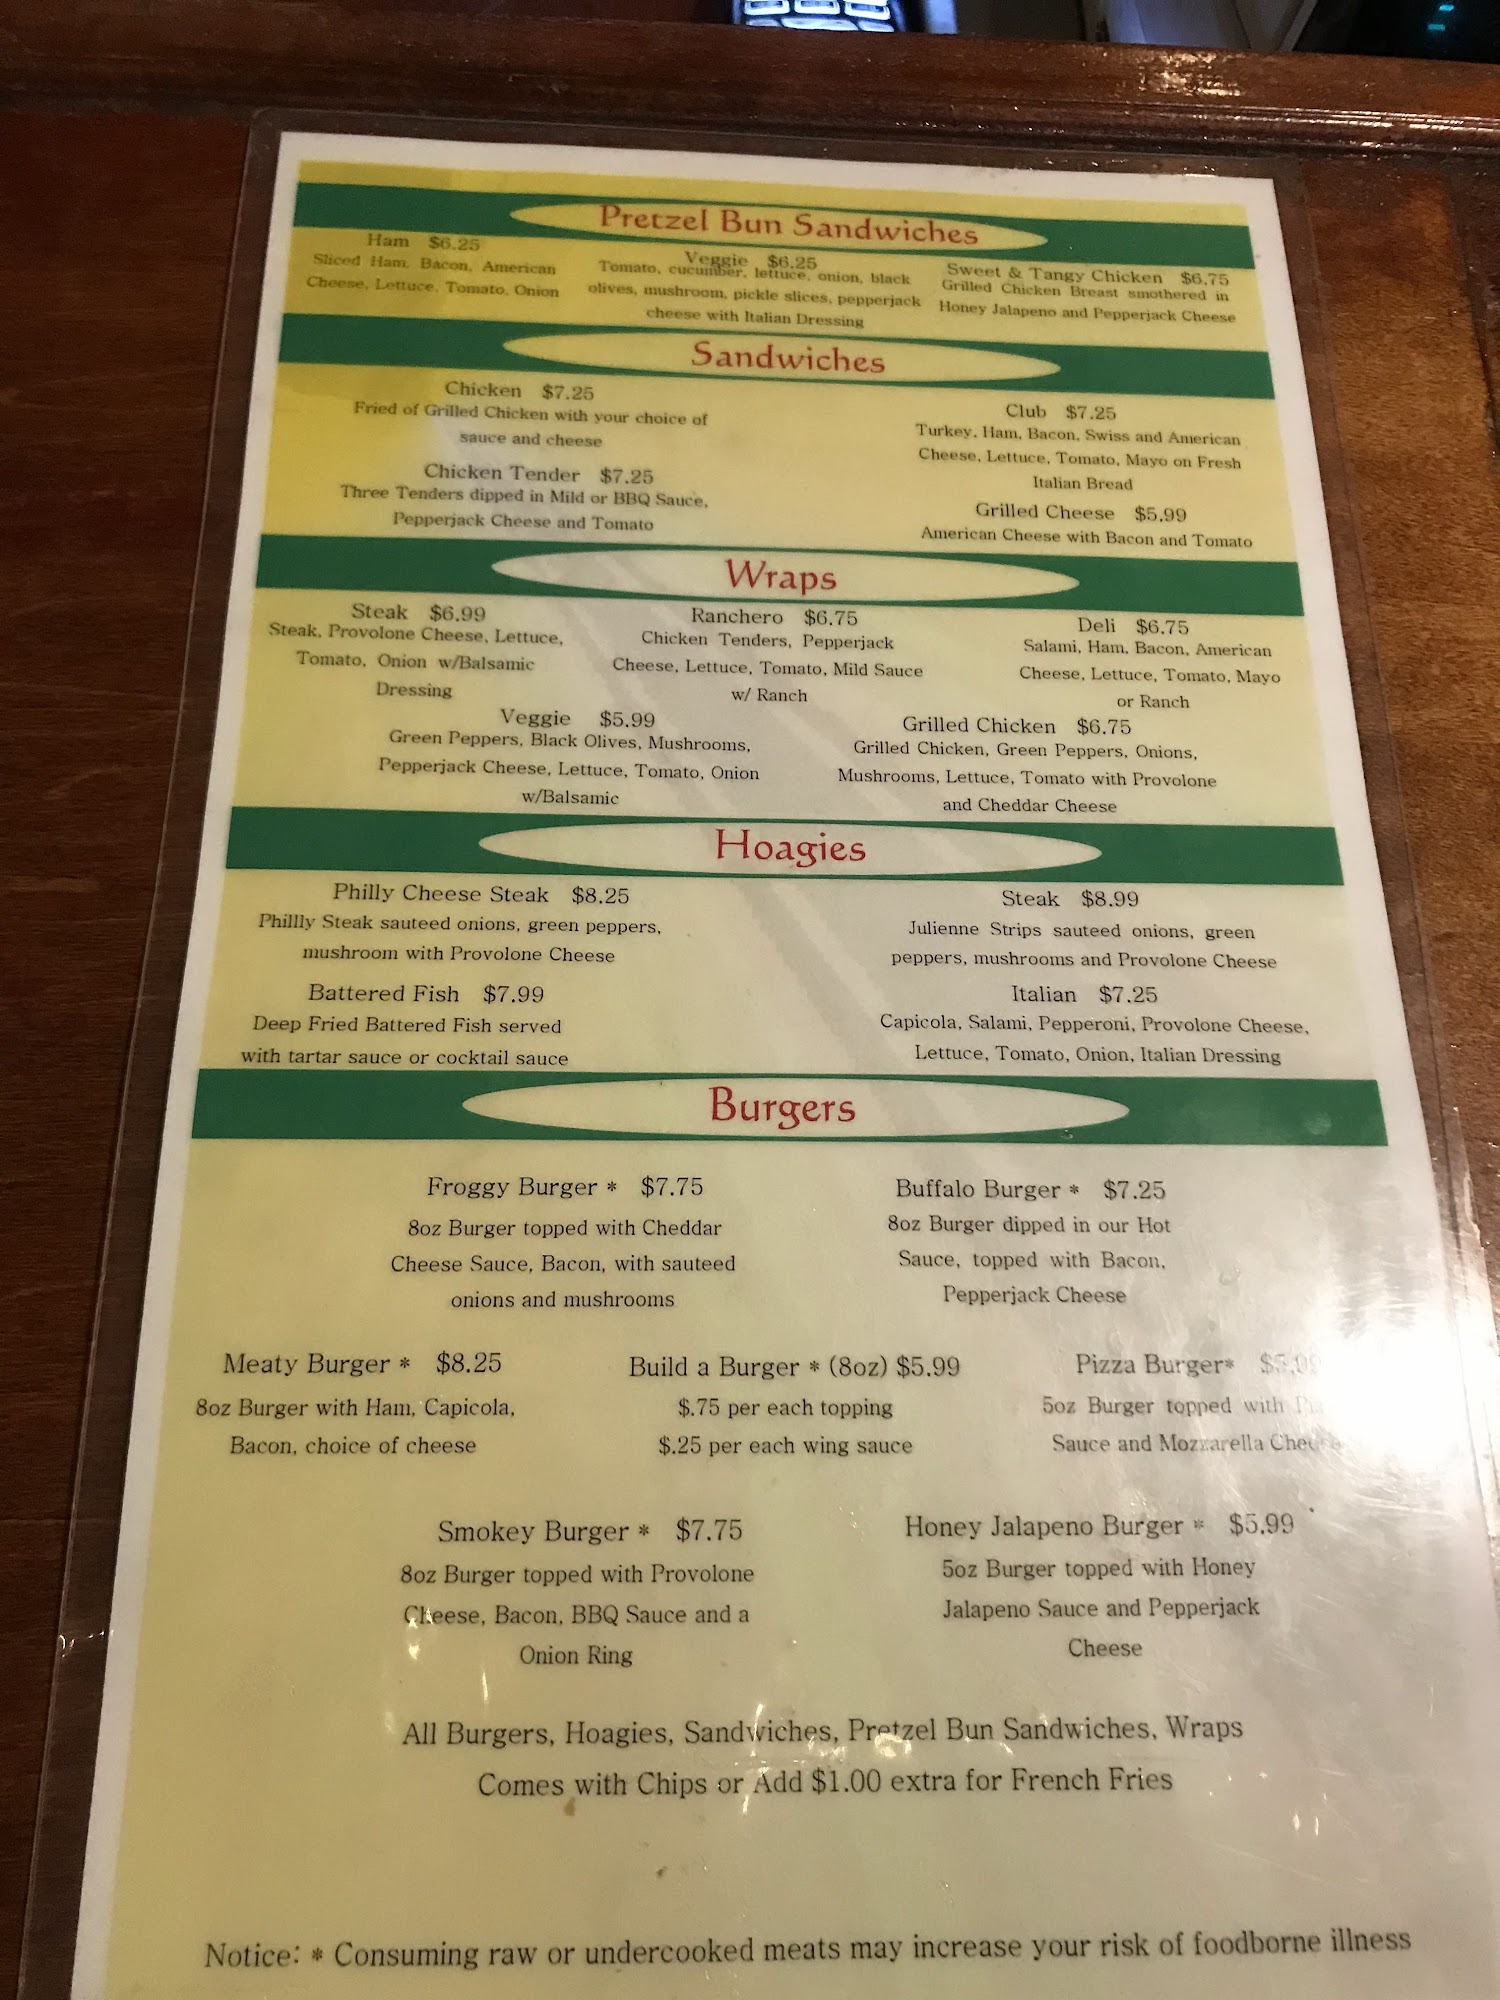 Pretzel Bun Sandwiches
Ham $6.25
Sliced Ham, Bacon, American
Cheese, Lettuce, Tomato, Onion
Veggie $6.25
Tomato, cucumber, lettuce, onion, black
olives, mushroom, pickle slices, pepperjack
cheese with Italian Dressing
Sweet & Tangy Chicken $6.75
Grilled Chicken Breast smothered in
Honey Jalapeno and Pepperjack Cheese
Sandwiches
Chicken $7.25
Fried of Grilled Chicken with your choice of
sauce and cheese
Chicken Tender $7.25
Three Tenders dipped in Mild or BBQ Sauce,
Pepperjack Cheese and Tomato
Club $7.25
Turkey, Ham, Bacon, Swiss and American
Cheese, Lettuce, Tomato, Mayo on Fresh
Italian Bread
Grilled Cheese $5.99
American Cheese with Bacon and Tomato
Wraps
Steak $6.99
Steak, Provolone Cheese, Lettuce,
Tomato, Onion w/Balsamic
Dressing
Ranchero $6.75
Chicken Tenders, Pepperjack
Cheese, Lettuce, Tomato, Mild Sauce
w/ Ranch
Deli $6.75
Salami, Ham, Bacon, American
Cheese, Lettuce, Tomato, Mayo
or Ranch
Veggie $5.99
Green Peppers, Black Olives, Mushrooms,
Pepperjack Cheese, Lettuce, Tomato, Onion
w/Balsamic
Grilled Chicken $6.75
Grilled Chicken, Green Peppers, Onions,
Mushrooms, Lettuce, Tomato with Provolone
and Cheddar Cheese
Hoagies
Philly Cheese Steak $8.25
Phillly Steak sauteed onions, green peppers,
mushroom with Provolone Cheese
Battered Fish $7.99
Deep Fried Battered Fish served
with tartar sauce or cocktail sauce
Steak $8.99
Julienne Strips sauteed onions, green
peppers, mushrooms and Provolone Cheese
Italian $7.25
Capicola, Salami, Pepperoni, Provolone Cheese,
Lettuce, Tomato, Onion, Italian Dressing
Burgers
Froggy Burger * $7.75
8oz Burger topped with Cheddar
Cheese Sauce, Bacon, with sauteed
onions and mushrooms
Buffalo Burger * $7.25
8oz Burger dipped in our Hot
Sauce, topped with Bacon,
Pepperjack Cheese
Meaty Burger * $8.25
8oz Burger with Ham, Capicola,
Bacon, choice of cheese
Build a Burger * (8oz) $5.99
$.75 per each topping
$.25 per each wing sauce
Pizza Burger*
5oz Burger topped with
Sauce and Mozzarella Cheese
Smokey Burger * $7.75
8oz Burger topped with Provolone
Cheese, Bacon, BBQ Sauce and a
Onion Ring
Honey Jalapeno Burger * $5.99
5oz Burger topped with Honey
Jalapeno Sauce and Pepperjack
Cheese
All Burgers, Hoagies, Sandwiches, Pretzel Bun Sandwiches, Wraps
Comes with Chips or Add $1.00 extra for French Fries
Notice: * Consuming raw or undercooked meats may increase your risk of foodborne illness